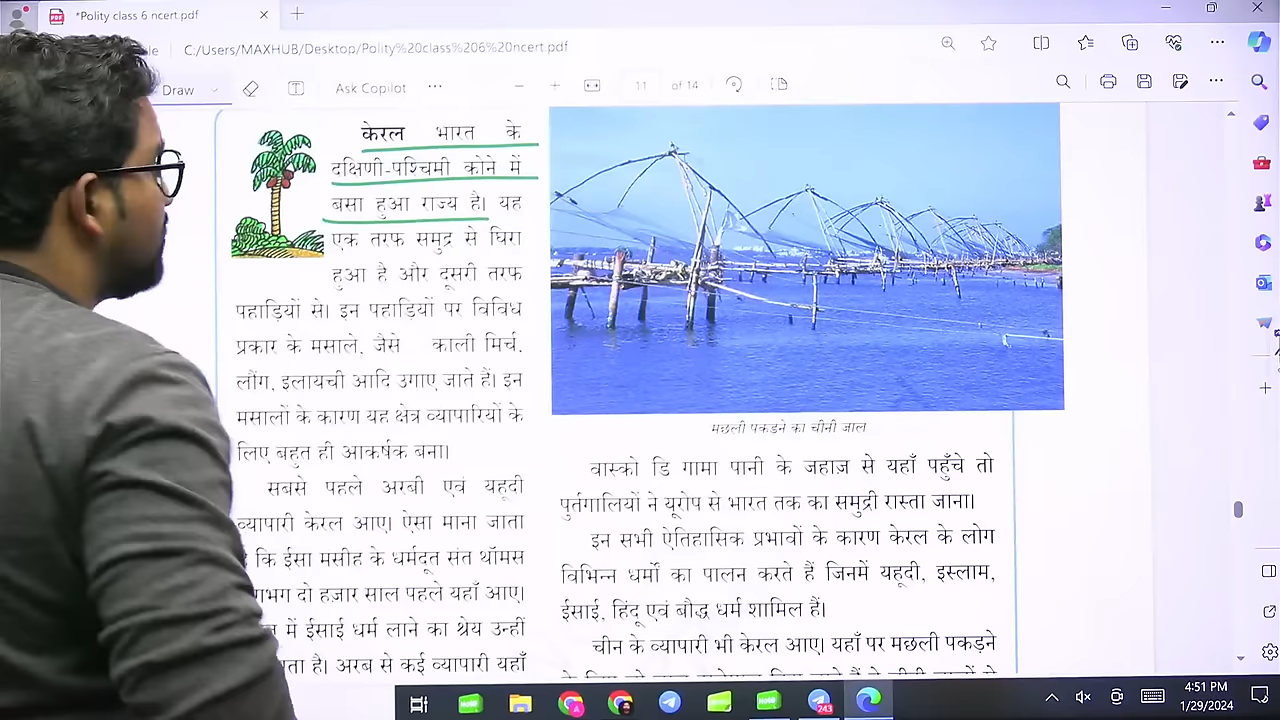 *Polity class 6 ncert.pdf
C:/Users/MAXHUB/Desktop/Polity%20class%206%20ncert.pdf
Draw
Ask Copilot
11 of 14
केरल भारत के
दक्षिणी-पश्चिमी कोने में
बसा हुआ राज्य है। यह
एक तरफ समुद्र से घिरा
हुआ है और दूसरी तरफ
पहाड़ियों से। इन पहाड़ियों पर विविध
प्रकार के मसाले, जैसे काली मिर्च,
लौंग, इलायची आदि उगाए जाते हैं। इन
मसालों के कारण यह क्षेत्र व्यापारियों के
लिए बहुत ही आकर्षक बना।
सबसे पहले अरबी एवं यहूदी
व्यापारी केरल आए। ऐसा माना जाता
कि ईसा मसीह के धर्मदूत संत थॉमस
दो हज़ार साल पहले यहाँ आए।
में ईसाई धर्म लाने का श्रेय उन्हीं
है। अरब से कई व्यापारी यहाँ
मछली पकड़ने का चीनी जाल
वास्को डि गामा पानी के जहाज़ से यहाँ पहुँचे तो
पुर्तगालियों ने यूरोप से भारत तक का समुद्री रास्ता जाना।
इन सभी ऐतिहासिक प्रभावों के कारण केरल के लोग
विभिन्न धर्मों का पालन करते हैं जिनमें यहूदी, इस्लाम,
ईसाई, हिंदू एवं बौद्ध धर्म शामिल हैं।
चीन के व्यापारी भी केरल आए। यहाँ पर मछली पकड़ने
243
4:51 PM
1/29/2024